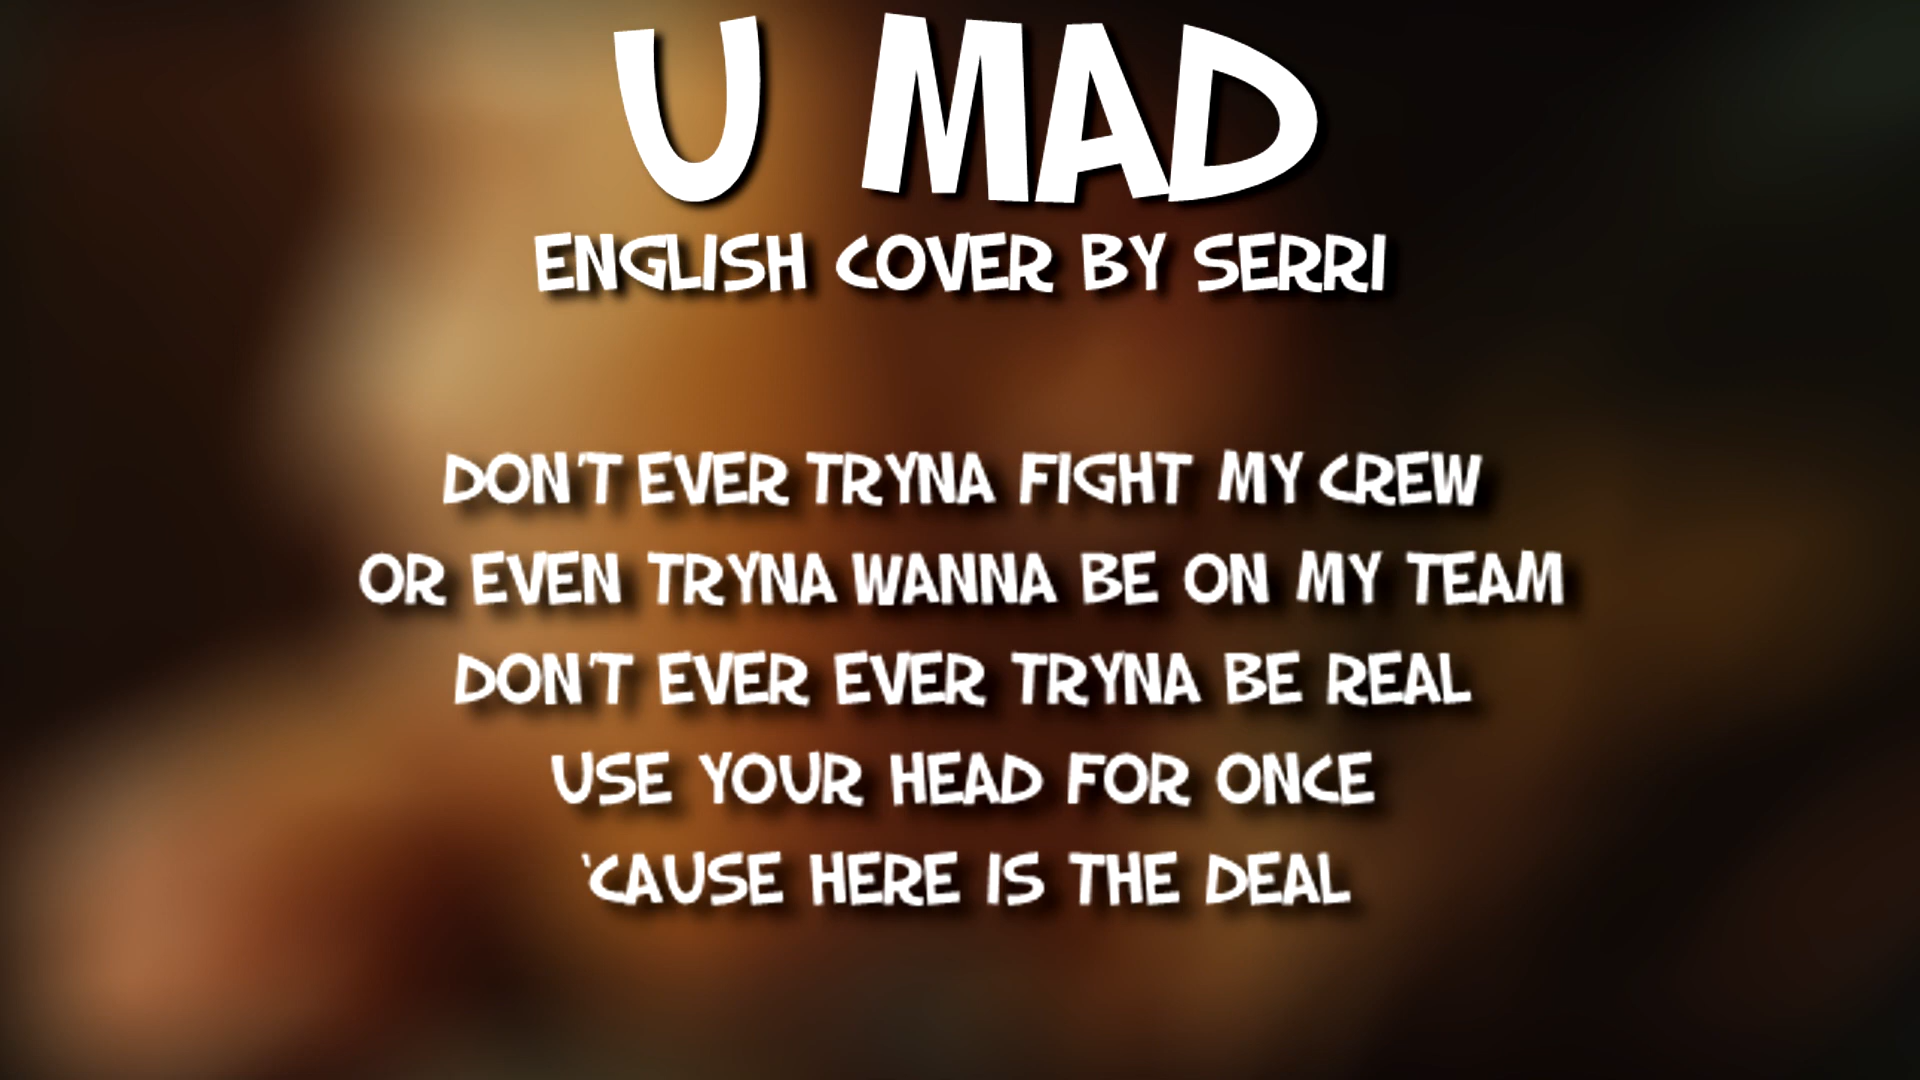 U MAD
ENGLISH COVER BY SERRI
DON'T EVER TRYNA FIGHT MY CREW
OR EVEN TRYNA WANNA BE ON MY TEAM
DON'T EVER EVER TRYNA BE REAL
USE YOUR HEAD FOR ONCE
'CAUSE HERE IS THE DEAL